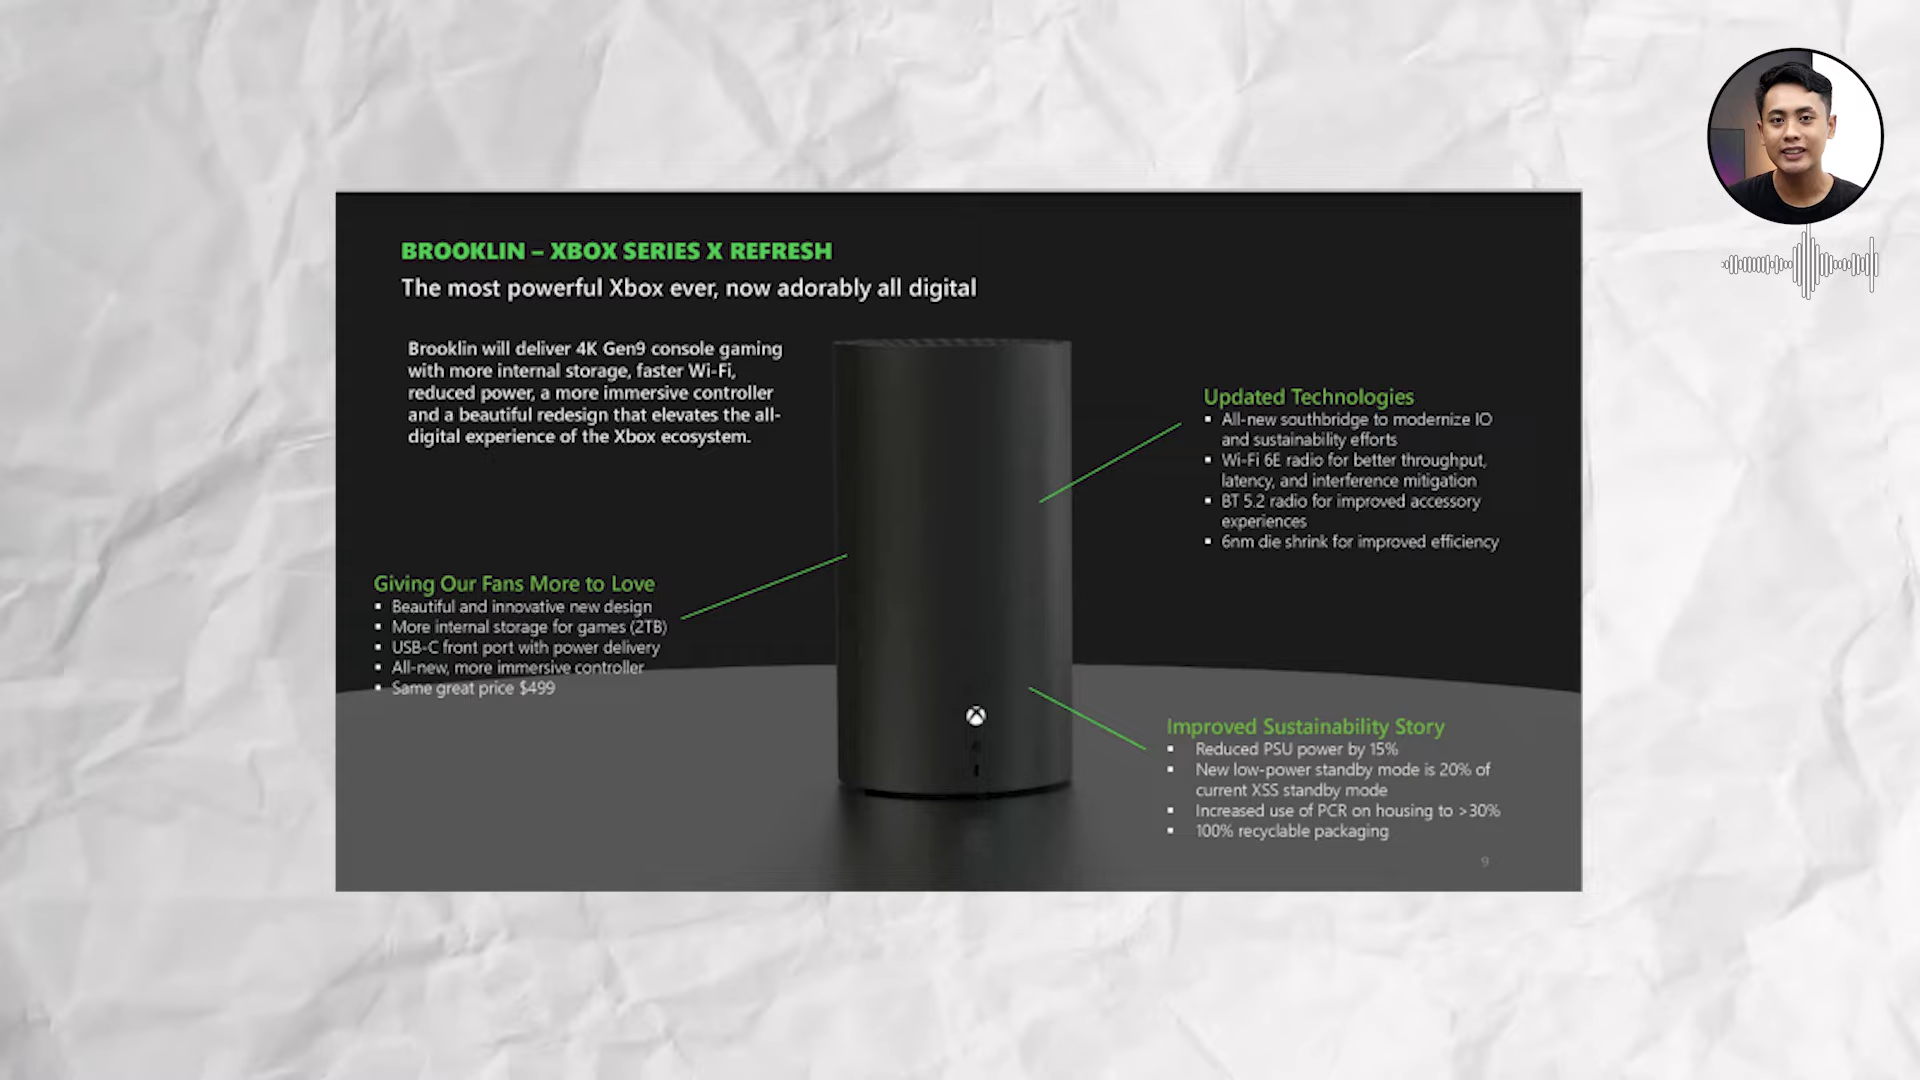 BROOKLIN – XBOX SERIES X REFRESH
The most powerful Xbox ever, now adorably all digital
Brooklin will deliver 4K Gen9 console gaming
with more internal storage, faster Wi-Fi,
reduced power, a more immersive controller
and a beautiful redesign that elevates the all-
digital experience of the Xbox ecosystem.
Giving Our Fans More to Love
▪ Beautiful and innovative new design
▪ More internal storage for games (2TB)
▪ USB-C front port with power delivery
▪ All-new, more immersive controller
▪ Same great price $499
Updated Technologies
▪ All-new southbridge to modernize IO
and sustainability efforts
▪ Wi-Fi 6E radio for better throughput,
latency, and interference mitigation
▪ BT 5.2 radio for improved accessory
experiences
▪ 6nm die shrink for improved efficiency
Improved Sustainability Story
▪ Reduced PSU power by 15%
▪ New low-power standby mode is 20% of
current XSS standby mode
▪ Increased use of PCR on housing to >30%
▪ 100% recyclable packaging
9